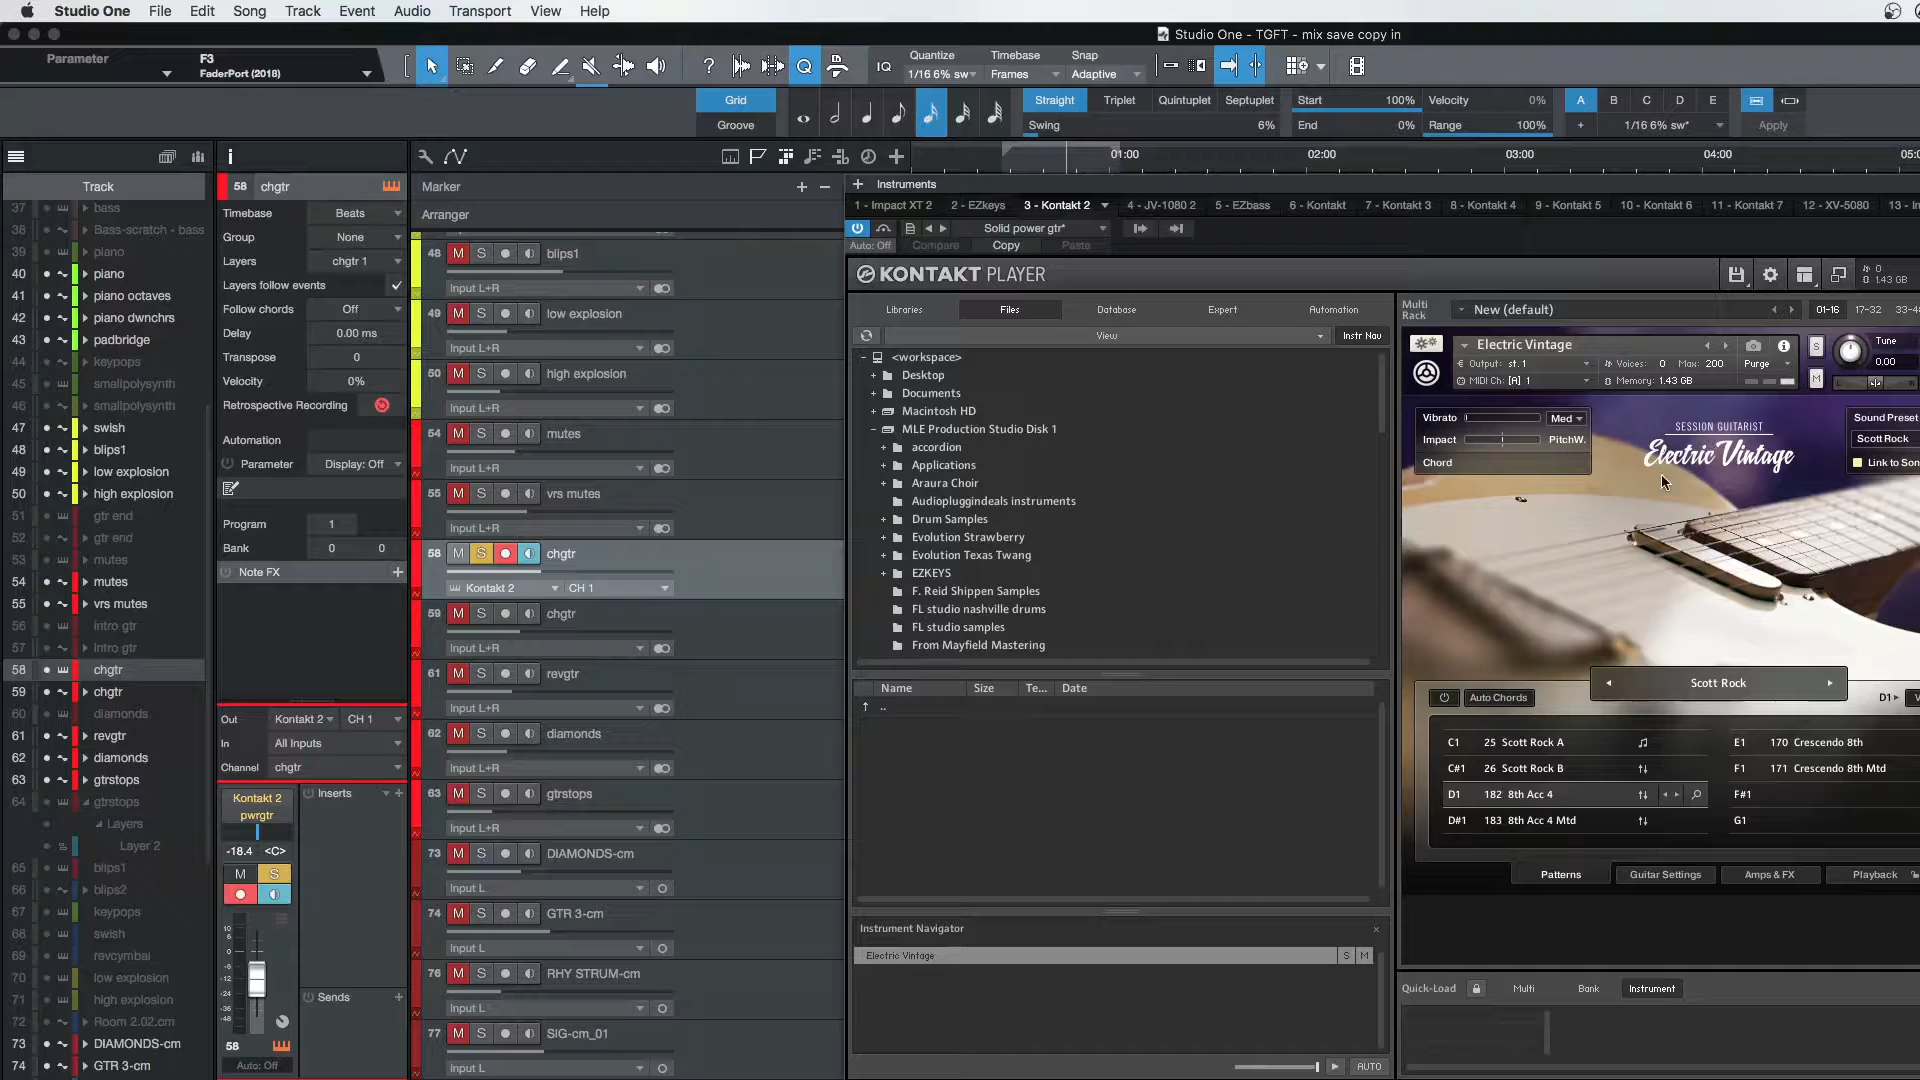 Studio One File Edit Song Track Event Audio Transport View Help
Studio One - TGFT - mix save copy in
Parameter
F3
FaderPort (2018)
IQ
Quantize
1/16 6% sw
Timebase
Frames
Snap
Adaptive
Grid
Groove
Straight Triplet Quintuplet Septuplet
Swing 6%
Start 100%
End 0%
Velocity 0%
Range 100%
A B C D E
+ 1/16 6% sw*
Apply
01:00 02:00 03:00 04:00
Track
37 bass
38 Bass-scratch - bass
39 piano
40 piano
41 piano octaves
42 piano dwnchrs
43 padbridge
44 keypops
45 smallpolysynth
46 smallpolysynth
47 swish
48 blips1
49 low explosion
50 high explosion
51 gtr end
52 gtr end
53 mutes
54 mutes
55 vrs mutes
56 Intro gtr
57 Intro gtr
58 chgtr
59 chgtr
60 diamonds
61 revgtr
62 diamonds
63 gtrstops
64 gtrstops
Layers
Layer 2
65 blips1
66 blips2
67 keypops
68 swish
69 revcymbal
70 low explosion
71 high explosion
72 Room 2.02.cm
73 DIAMONDS-cm
74 GTR 3-cm
58 chgtr
Timebase Beats
Group None
Layers chgtr 1
Layers follow events
Follow chords Off
Delay 0.00 ms
Transpose 0
Velocity 0%
Retrospective Recording
Automation
Parameter Display: Off
Program 1
Bank 0 0
Note FX
Out Kontakt 2 CH 1
In All Inputs
Channel chgtr
Kontakt 2
pwrgtr
-18.4 <C>
M S
Inserts
Sends
58
Auto: Off
Marker
Arranger
48 M S blips1
Input L+R
49 M S low explosion
Input L+R
50 M S high explosion
Input L+R
54 M S mutes
Input L+R
55 M S vrs mutes
Input L+R
58 M S chgtr
Kontakt 2 CH 1
59 M S chgtr
Input L+R
61 M S revgtr
Input L+R
62 M S diamonds
Input L+R
63 M S gtrstops
Input L+R
73 M S DIAMONDS-cm
Input L
74 M S GTR 3-cm
Input L
76 M S RHY STRUM-cm
Input L
77 M S SIG-cm_01
Input L
Instruments
1 - Impact XT 2 2 - EZkeys 3 - Kontakt 2 4 - JV-1080 2 5 - EZbass 6 - Kontakt 7 - Kontakt 3 8 - Kontakt 4 9 - Kontakt 5 10 - Kontakt 6 11 - Kontakt 7 12 - XV-5080
Solid power gtr*
Auto: Off Compare Copy Paste
KONTAKT PLAYER
0
1.43 GB
Libraries Files Database Expert Automation
View
Instr Nav
<workspace>
Desktop
Documents
Macintosh HD
MLE Production Studio Disk 1
accordion
Applications
Araura Choir
Audiopluggindeals instruments
Drum Samples
Evolution Strawberry
Evolution Texas Twang
EZKEYS
F. Reid Shippen Samples
FL studio nashville drums
FL studio samples
From Mayfield Mastering
Name Size Te... Date
..
Instrument Navigator
Electric Vintage S M
AUTO
Multi
Rack
New (default)
01-16 17-32
Electric Vintage
Output: st.1 Voices: 0 Max: 200 Purge
MIDI Ch: [A] 1 Memory: 1.43 GB
S
M
Tune
0.00
Vibrato Med
Impact PitchW.
Chord
SESSION GUITARIST
Electric Vintage
Sound Preset
Scott Rock
Scott Rock
Auto Chords
D1
C1 25 Scott Rock A
C#1 26 Scott Rock B
D1 182 8th Acc 4
D#1 183 8th Acc 4 Mtd
E1 170 Crescendo 8th
F1 171 Crescendo 8th Mtd
F#1
G1
Patterns Guitar Settings Amps & FX Playback
Quick-Load Multi Bank Instrument